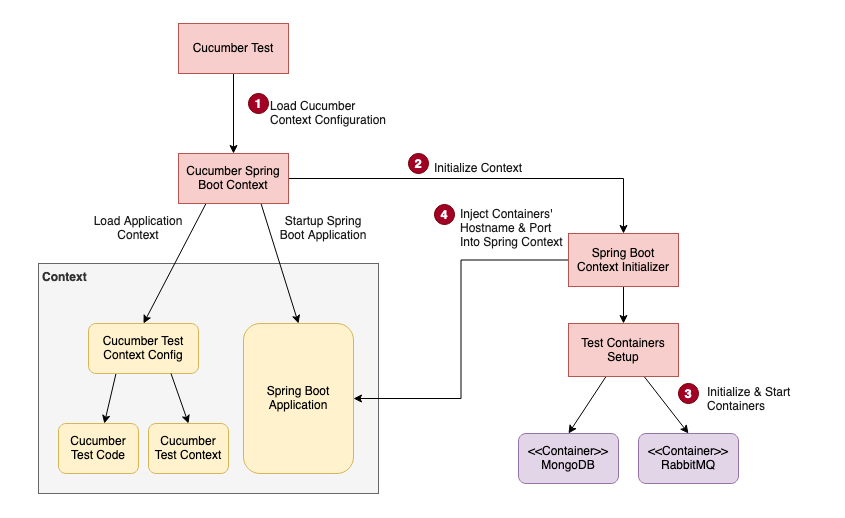 Cucumber Test
1
Load Cucumber
Context Configuration
Cucumber Spring
Boot Context
2
Initialize Context
Load Application
Context
Startup Spring
Boot Application
4
Inject Containers'
Hostname & Port
Into Spring Context
Spring Boot
Context Initializer
Context
Cucumber Test
Context Config
Spring Boot
Application
Test Containers
Setup
3
Initialize & Start
Containers
Cucumber
Test Code
Cucumber
Test Context
<<Container>>
MongoDB
<<Container>>
RabbitMQ